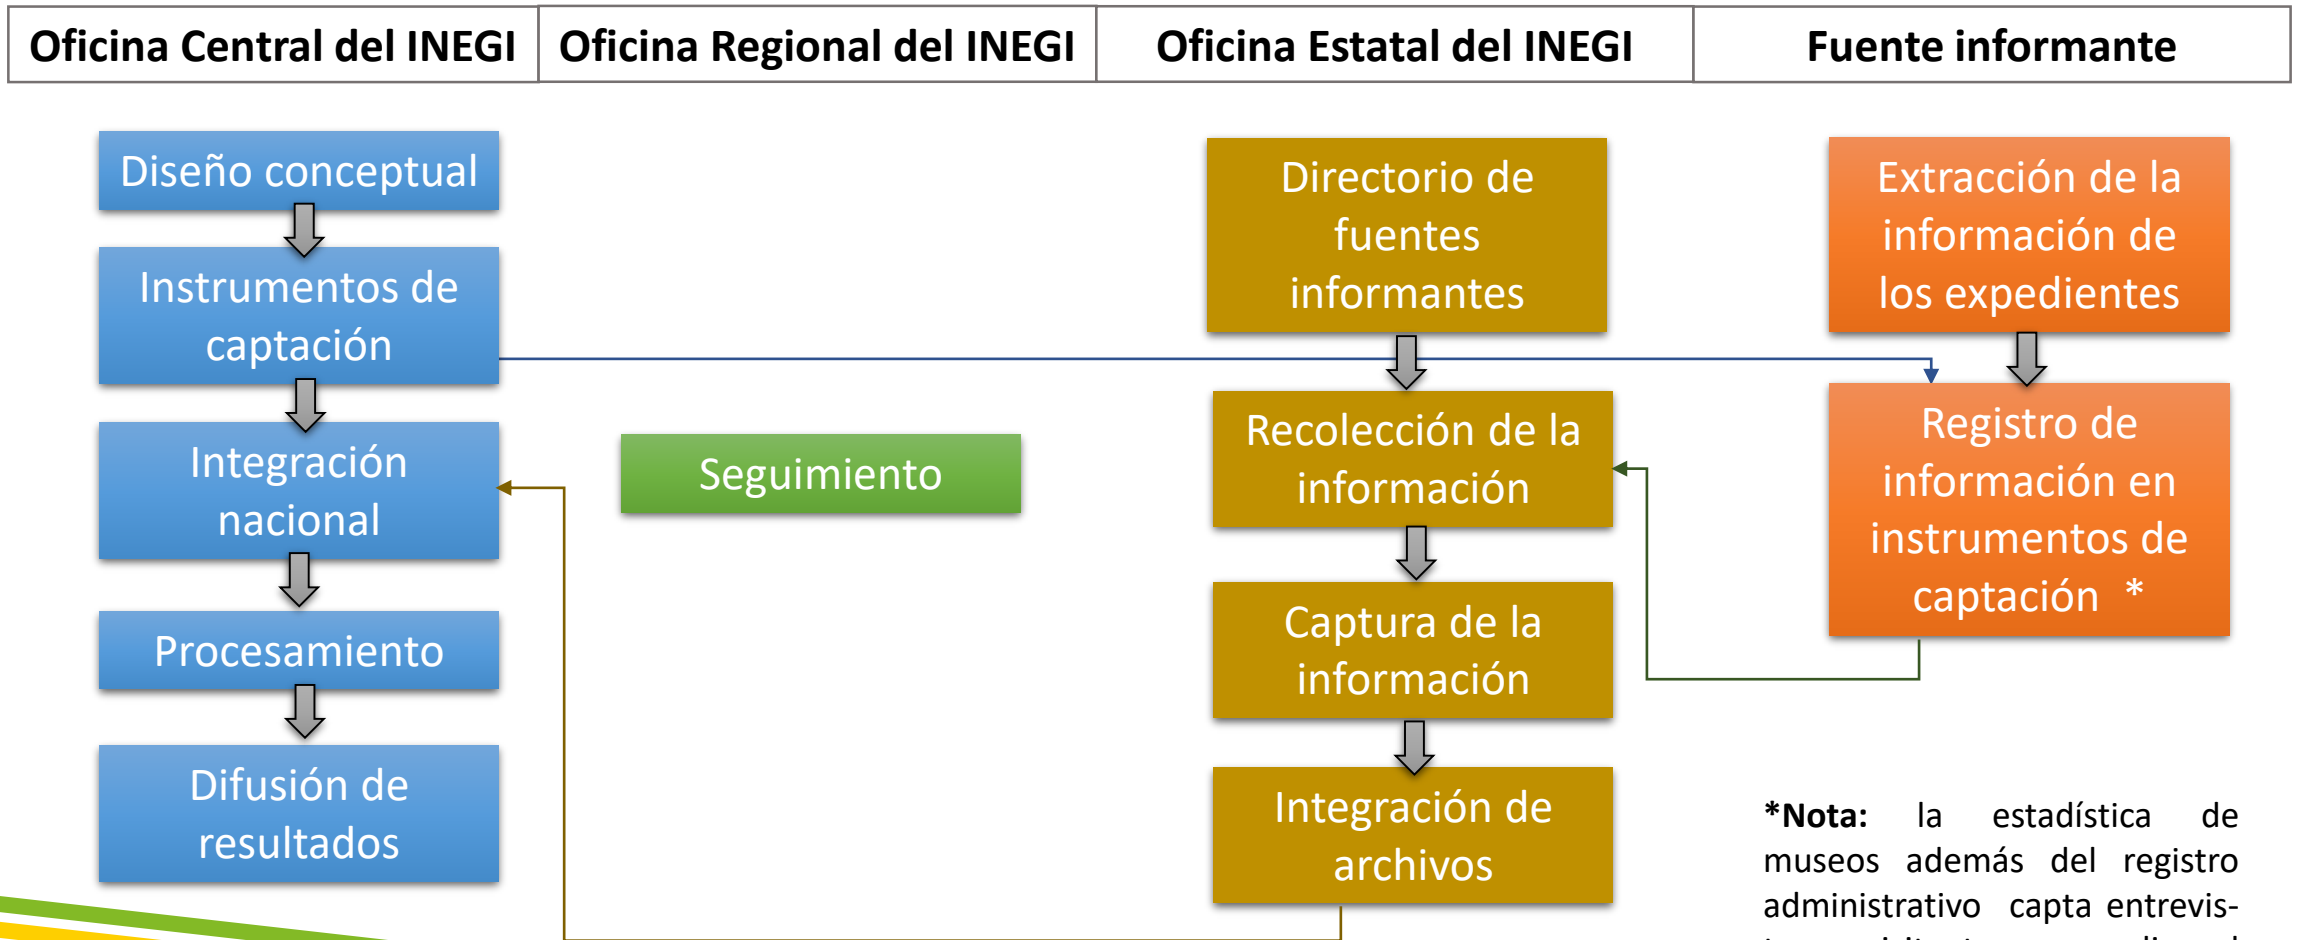 Oficina Central del INEGI
Oficina Regional del INEGI
Oficina Estatal del INEGI
Fuente informante
Diseño conceptual
Instrumentos de
captación
Integración
nacional
Procesamiento
Difusión de
resultados
Seguimiento
Directorio de
fuentes
informantes
Recolección de la
información
Captura de la
información
Integración de
archivos
Extracción de la
información de
los expedientes
Registro de
información en
instrumentos de
captación *
*Nota: la estadística de
museos además del registro
administrativo capta entrevis-